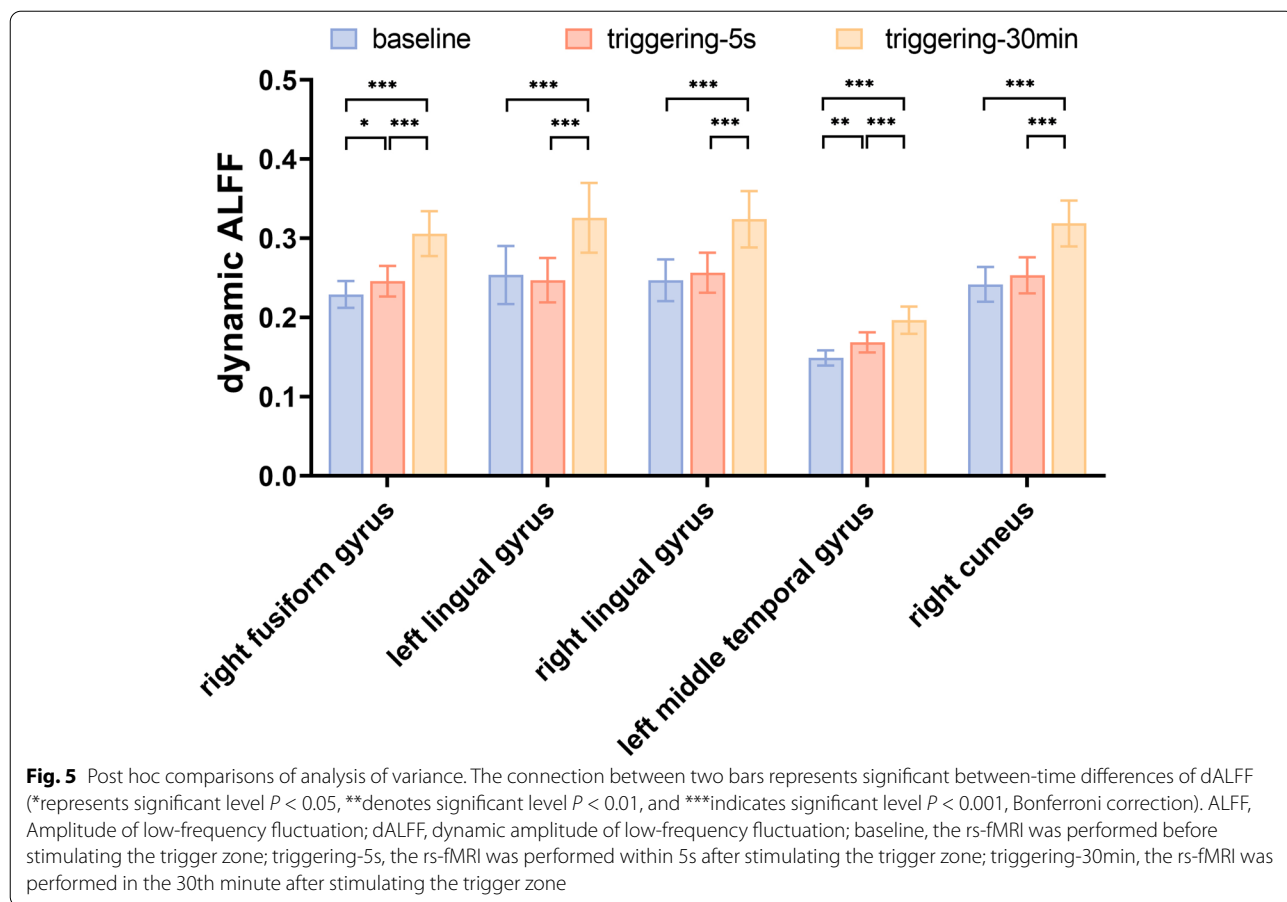 baseline triggering-5s triggering-30min
0.5
*** *** *** *** ***
* *** *** *** ** *** ***
0.4
0.3
0.2
0.1
0.0
dynamic ALFF
right fusiform gyrus
left lingual gyrus
right lingual gyrus
left middle temporal gyrus
right cuneus
Fig. 5 Post hoc comparisons of analysis of variance. The connection between two bars represents significant between-time differences of dALFF
(*represents significant level P < 0.05, **denotes significant level P < 0.01, and ***indicates significant level P < 0.001, Bonferroni correction). ALFF,
Amplitude of low-frequency fluctuation; dALFF, dynamic amplitude of low-frequency fluctuation; baseline, the rs-fMRI was performed before
stimulating the trigger zone; triggering-5s, the rs-fMRI was performed within 5s after stimulating the trigger zone; triggering-30min, the rs-fMRI was
performed in the 30th minute after stimulating the trigger zone